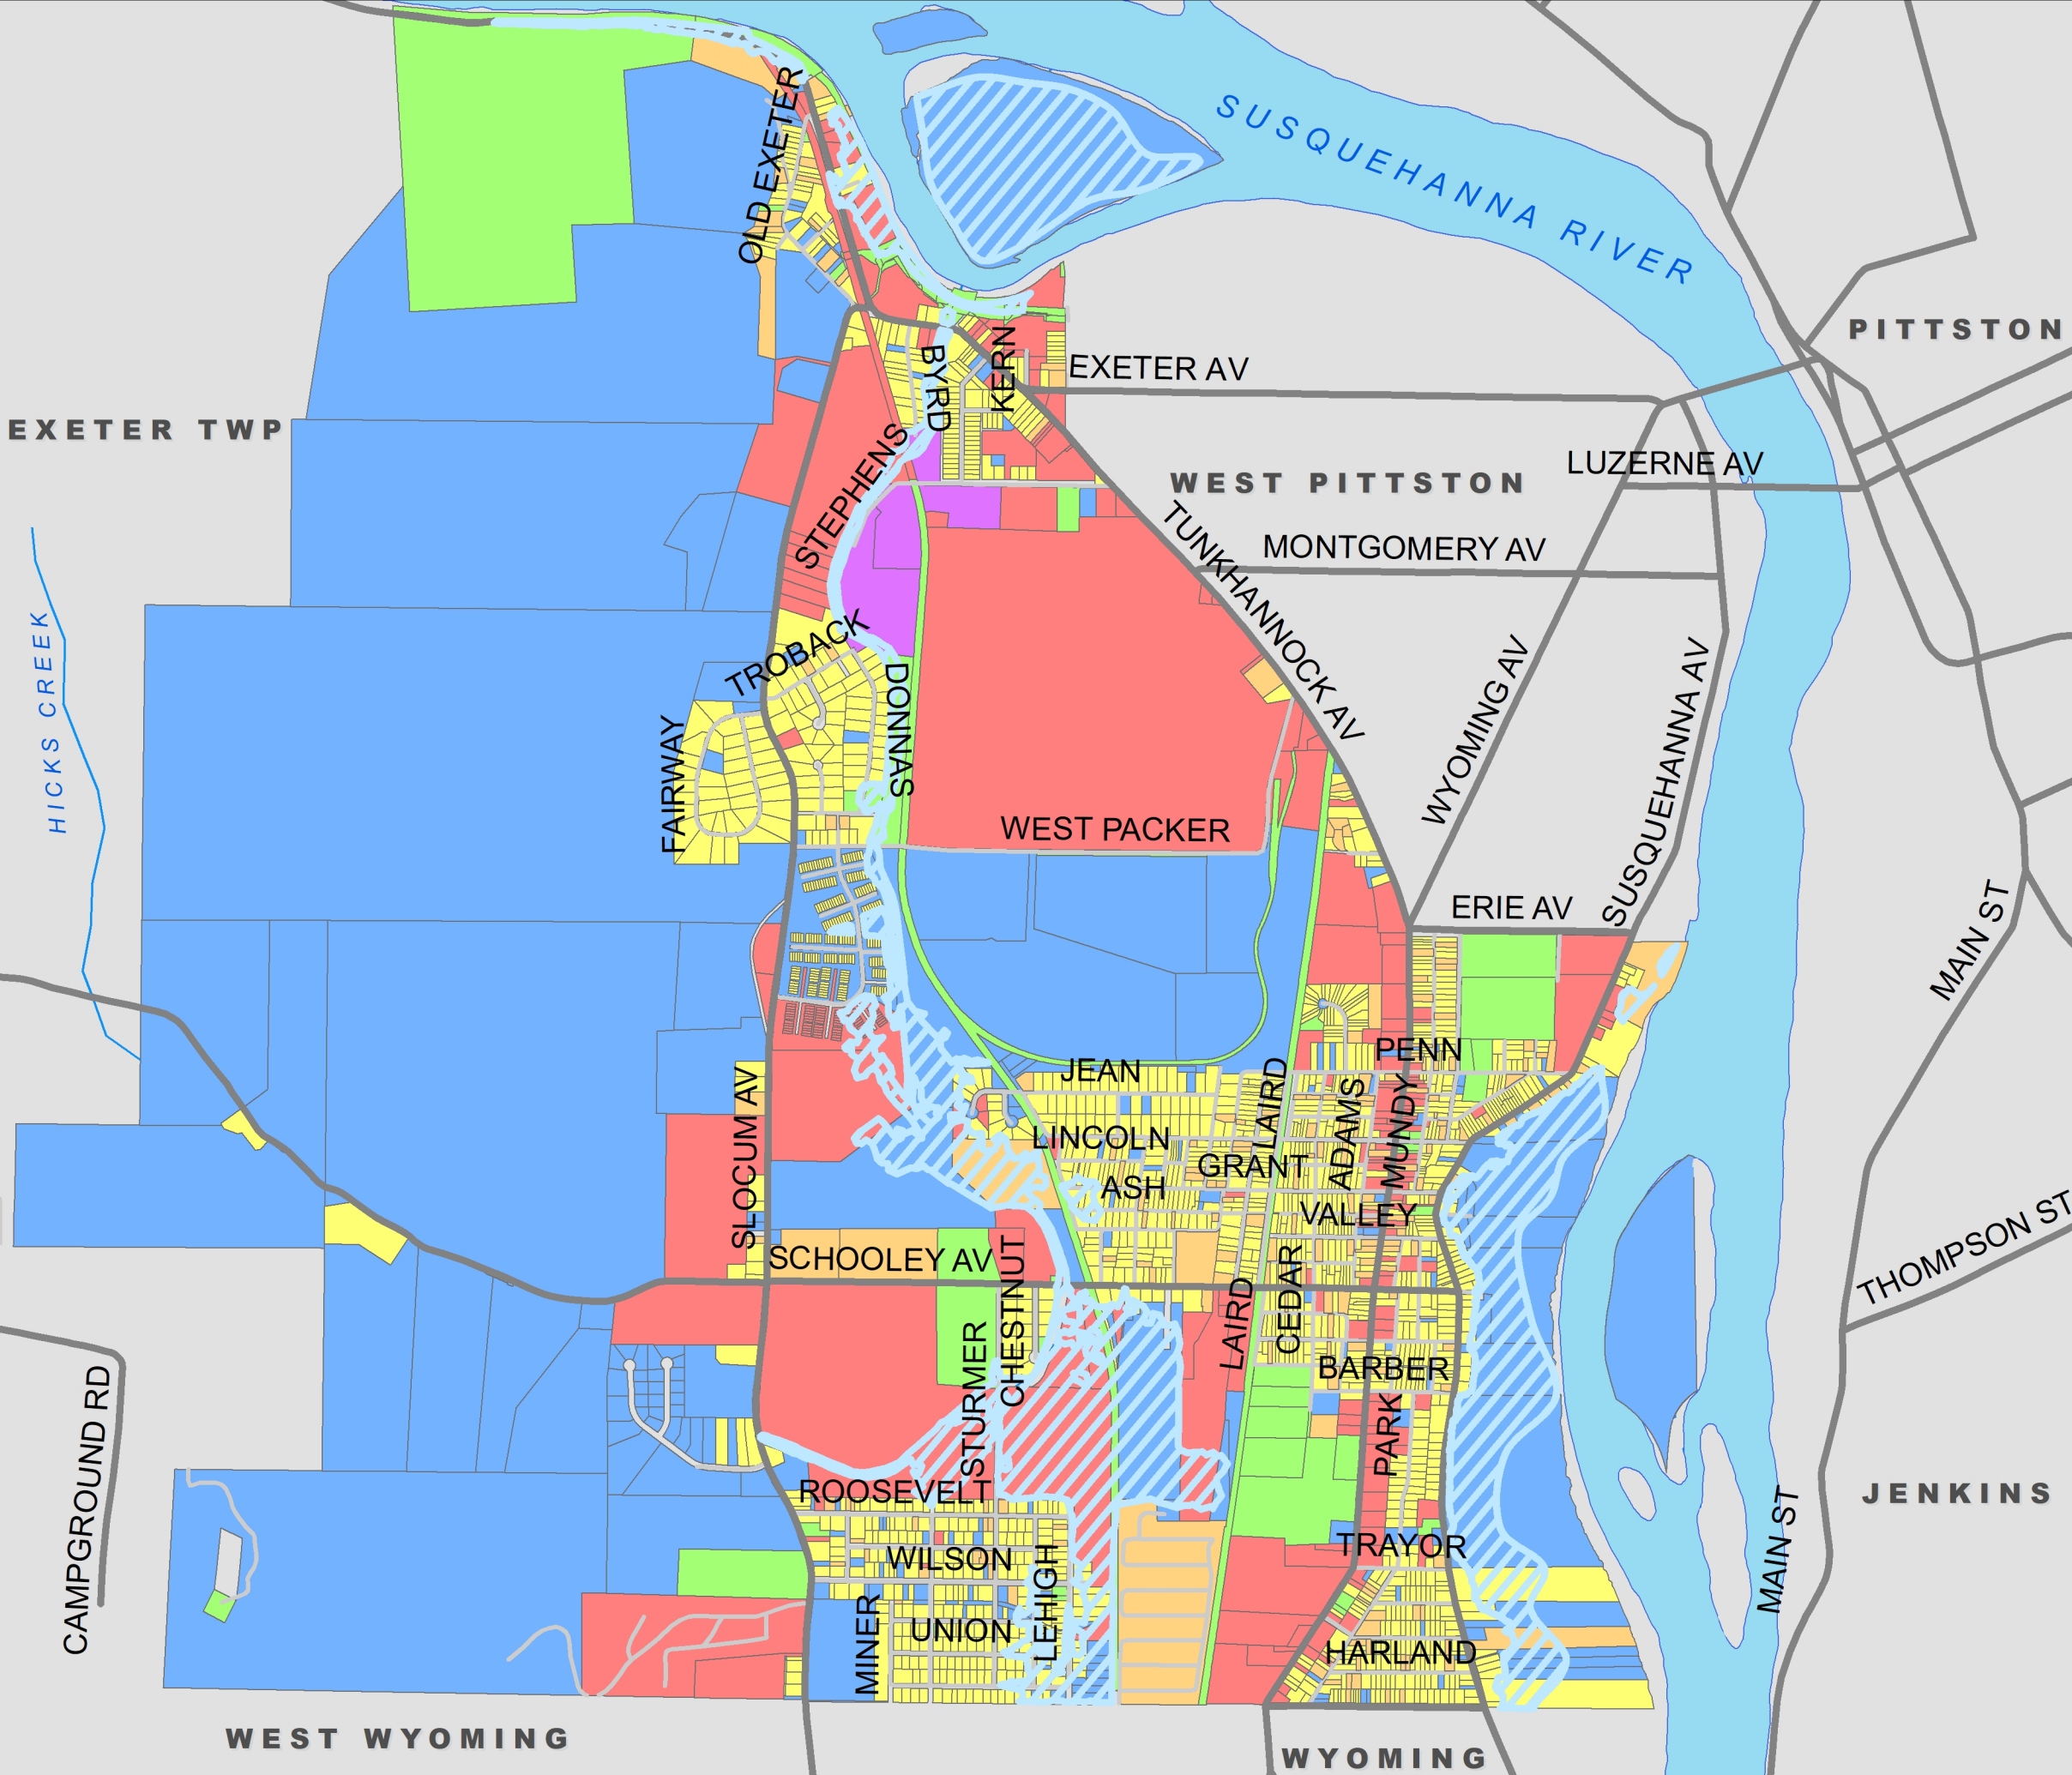 OLD EXETER
SUSQUEHANNA RIVER
PITTSTON
EXETER TWP
BYRD
KERN
EXETER AV
STEPHENS
WEST PITTSTON
LUZERNE AV
TUNKHANNOCK AV
MONTGOMERY AV
HICKS CREEK
TROBACK
DONNAS
FAIRWAY
WYOMING AV
SUSQUEHANNA AV
WEST PACKER
ERIE AV
MAIN ST
JEAN
PENN
LAIRD
ADAMS
MUNDY
SLOCUM AV
LINCOLN
GRANT
ASH
VALLEY
SCHOOLEY AV
CHESTNUT
STURMER
LAIRD
CEDAR
THOMPSON ST
BARBER
PARK
CAMPGROUND RD
ROOSEVELT
JENKINS
WILSON
LEHIGH
TRAYOR
MAIN ST
MINER
UNION
HARLAND
WEST WYOMING
WYOMING